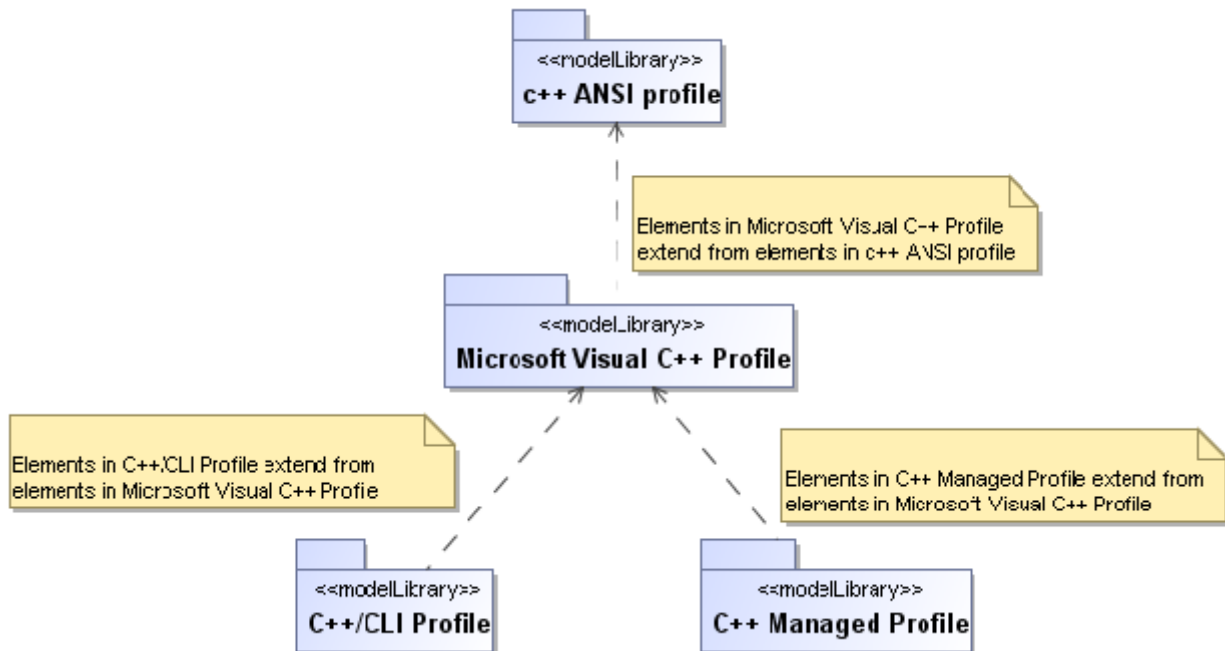 <<modelLibrary>>
c++ ANSI profile
Elements in Microsoft Visual C++ Profile
extend from elements in c++ ANSI profile
<<modelLibrary>>
Microsoft Visual C++ Profile
Elements in C++/CLI Profile extend from
elements in Microsoft Visual C++ Profile
Elements in C++ Managed Profile extend from
elements in Microsoft Visual C++ Profile
<<modelLibrary>>
C++/CLI Profile
<<modelLibrary>>
C++ Managed Profile